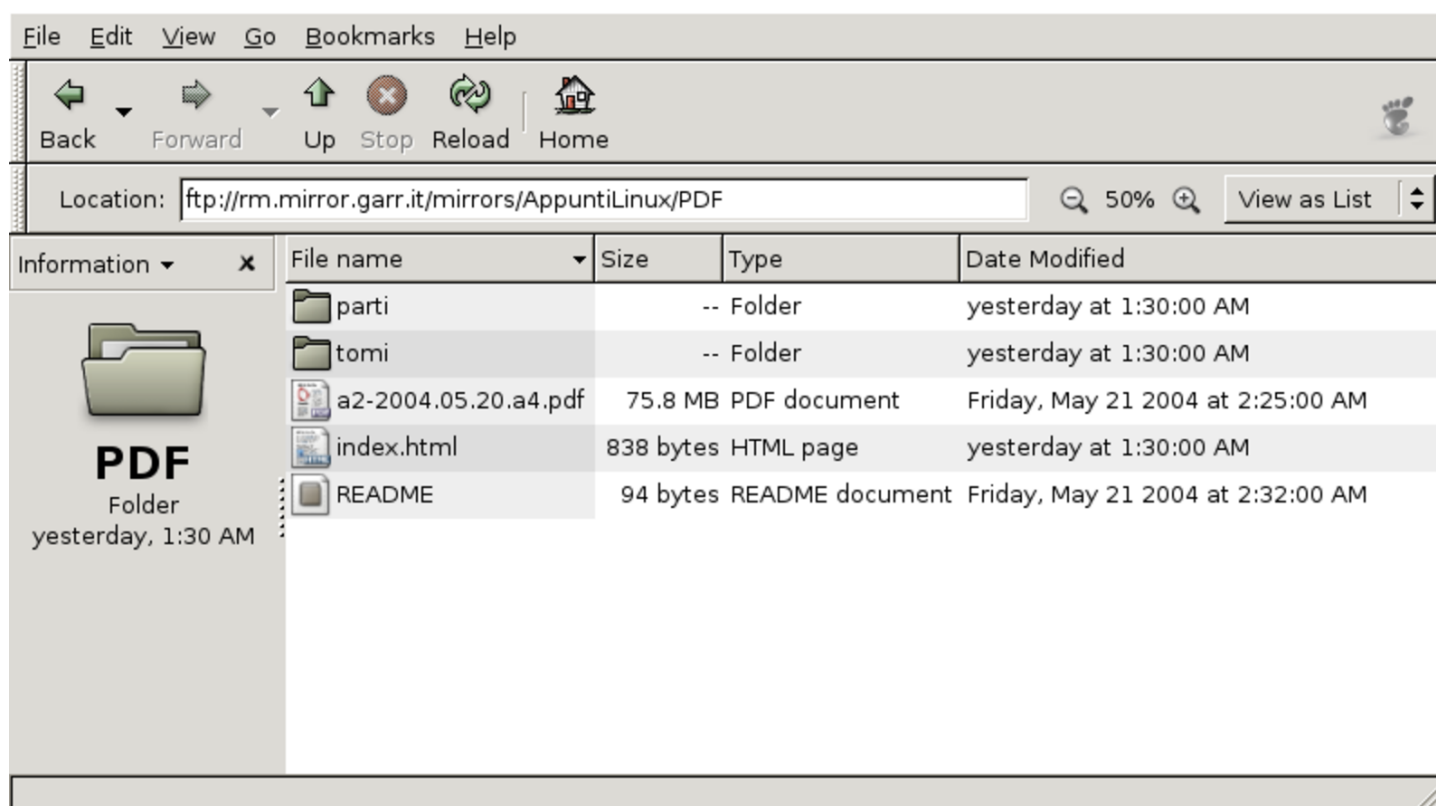 File Edit View Go Bookmarks Help
Back Forward Up Stop Reload Home
Location: ftp://rm.mirror.garr.it/mirrors/AppuntiLinux/PDF 50% View as List
Information
File name Size Type Date Modified
parti -- Folder yesterday at 1:30:00 AM
tomi -- Folder yesterday at 1:30:00 AM
a2-2004.05.20.a4.pdf 75.8 MB PDF document Friday, May 21 2004 at 2:25:00 AM
index.html 838 bytes HTML page yesterday at 1:30:00 AM
README 94 bytes README document Friday, May 21 2004 at 2:32:00 AM
PDF
Folder
yesterday, 1:30 AM